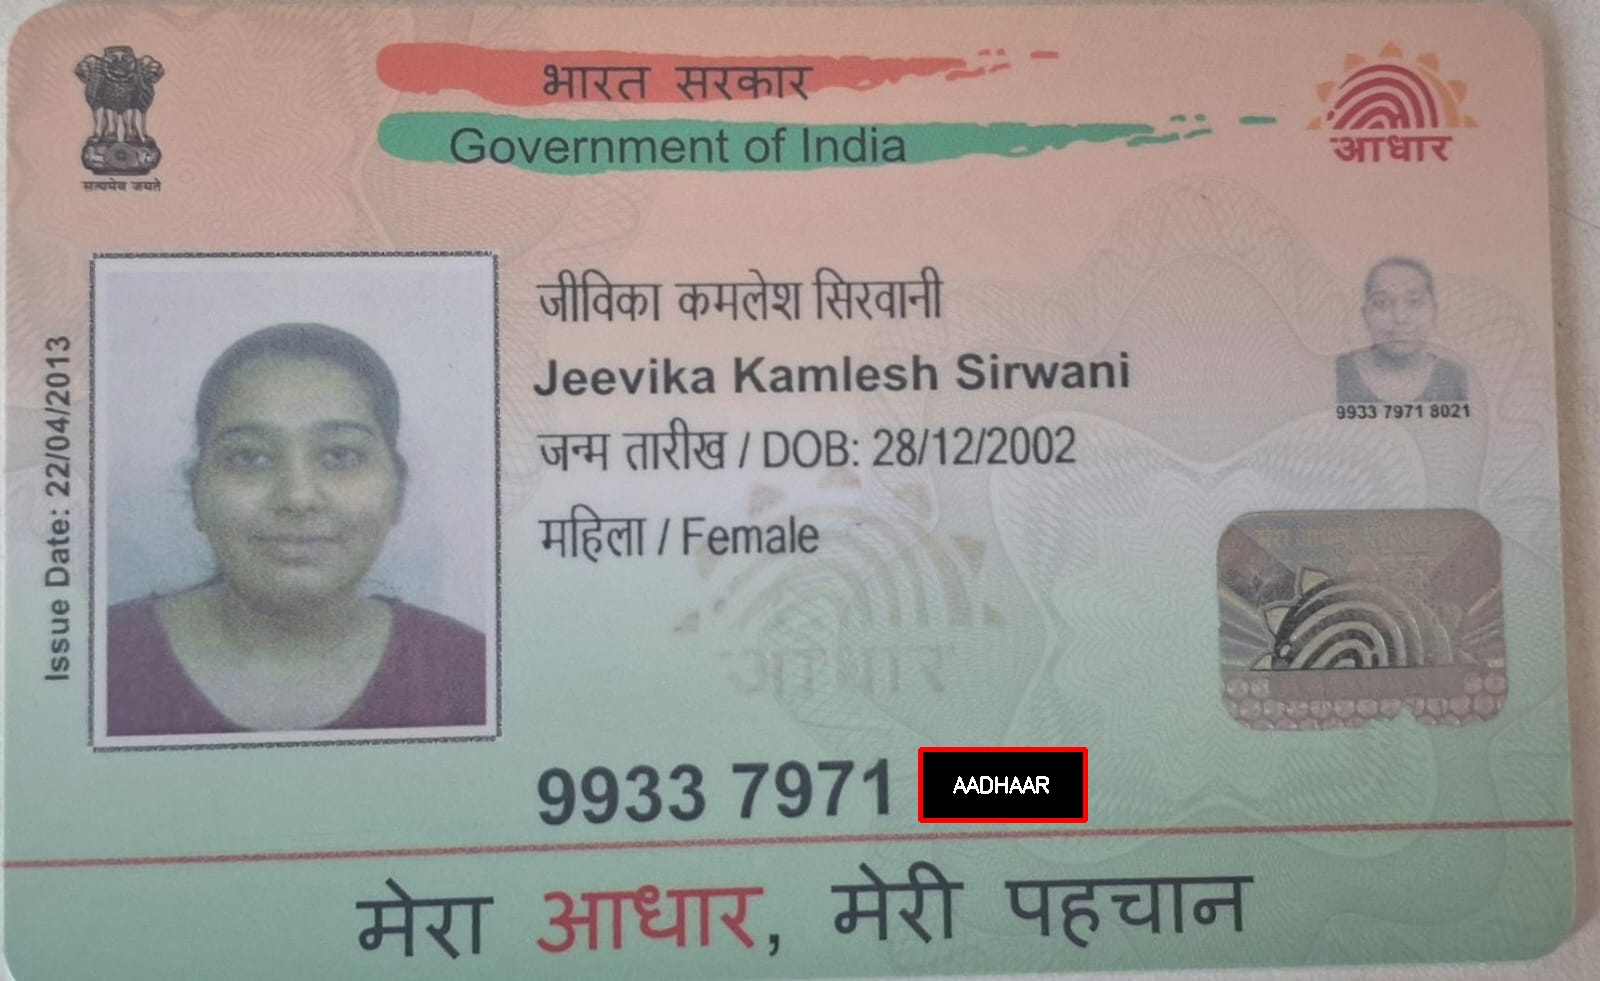 भारत सरकार
Government of India
आधार
सत्यमेव जयते
Issue Date: 22/04/2013
जीविका कमलेश सिरवानी
Jeevika Kamlesh Sirwani
जन्म तारीख / DOB: 28/12/2002
महिला / Female
9933 7971 8021
आधार
9933 7971 AADHAAR
मेरा आधार, मेरी पहचान